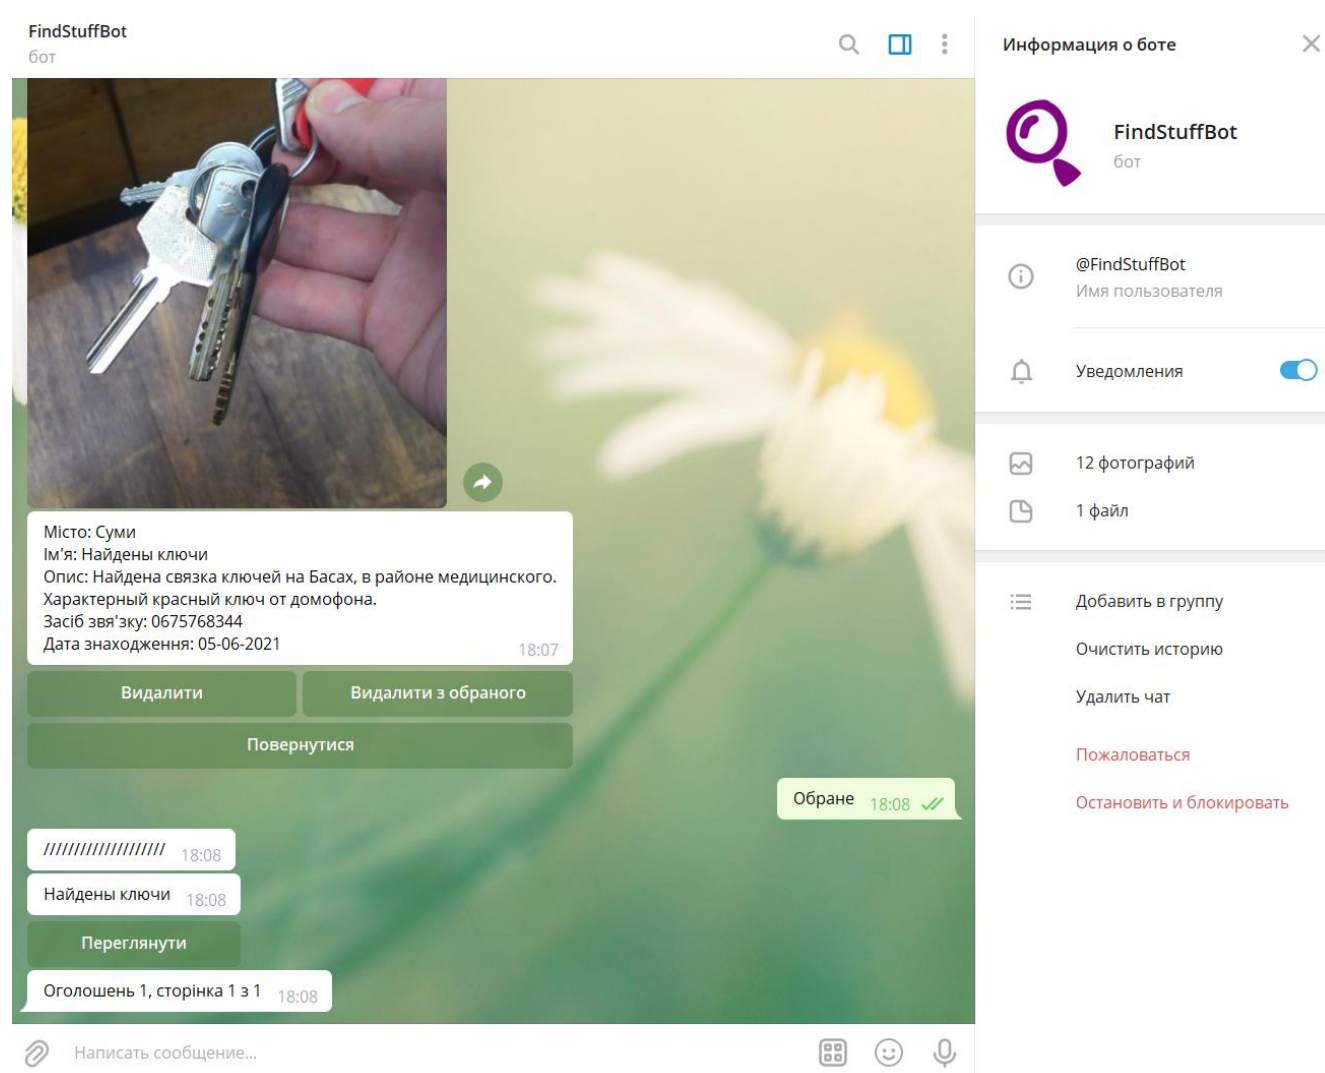 FindStuffBot
бот
Місто: Суми
Ім'я: Найдены ключи
Опис: Найдена связка ключей на Басах, в районе медицинского.
Характерный красный ключ от домофона.
Засіб звя'зку: 0675768344
Дата знаходження: 05-06-2021
18:07
Видалити
Видалити з обраного
Повернутися
Обране 18:08
//////////////////// 18:08
Найдены ключи 18:08
Переглянути
Оголошень 1, сторінка 1 з 1 18:08
Написать сообщение...
Информация о боте
FindStuffBot
бот
@FindStuffBot
Имя пользователя
Уведомления
12 фотографий
1 файл
Добавить в группу
Очистить историю
Удалить чат
Пожаловаться
Остановить и блокировать